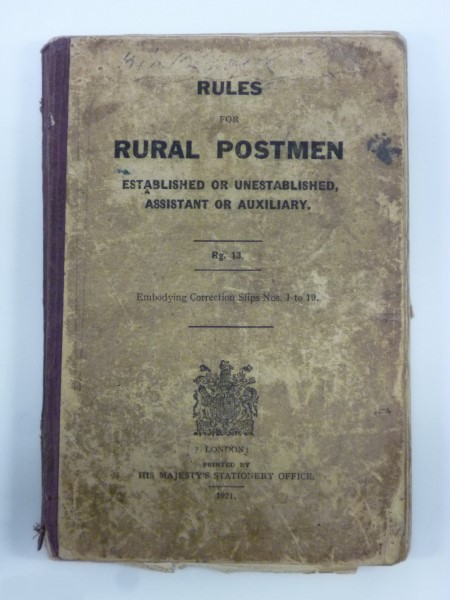 RULES
FOR
RURAL POSTMEN
ESTABLISHED OR UNESTABLISHED,
ASSISTANT OR AUXILIARY.
Rg. 13.
Embodying Correction Slips Nos. 1 to 19.
LONDON:
PRINTED BY
HIS MAJESTY'S STATIONERY OFFICE.
1921.